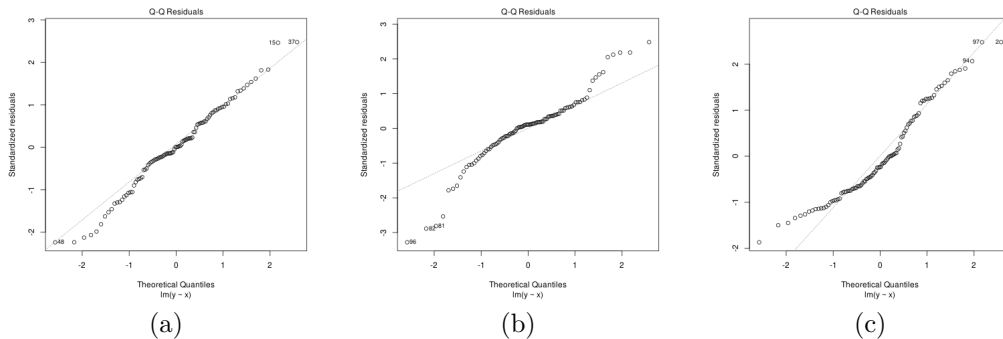 Q-Q Residuals
Standardized residuals
3
2
1
0
-1
-2
15
37
48
-2
-1
0
1
2
Theoretical Quantiles
lm(y ~ x)
(a)
Q-Q Residuals
Standardized residuals
3
2
1
0
-1
-2
-3
96
82
81
-2
-1
0
1
2
Theoretical Quantiles
lm(y ~ x)
(b)
Q-Q Residuals
Standardized residuals
3
2
1
0
-1
-2
97
2
94
-2
-1
0
1
2
Theoretical Quantiles
lm(y ~ x)
(c)